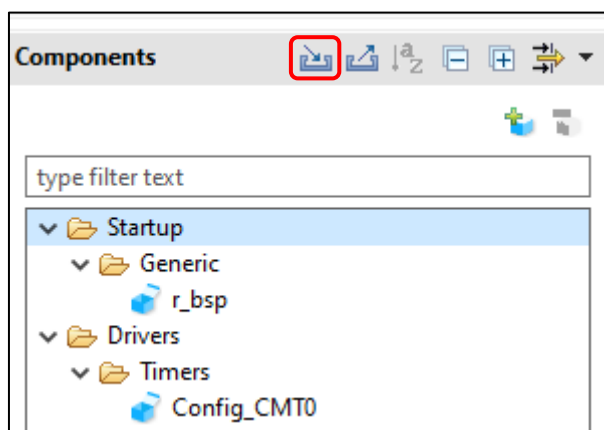 Components
a
z
type filter text
Startup
Generic
r_bsp
Drivers
Timers
Config_CMT0